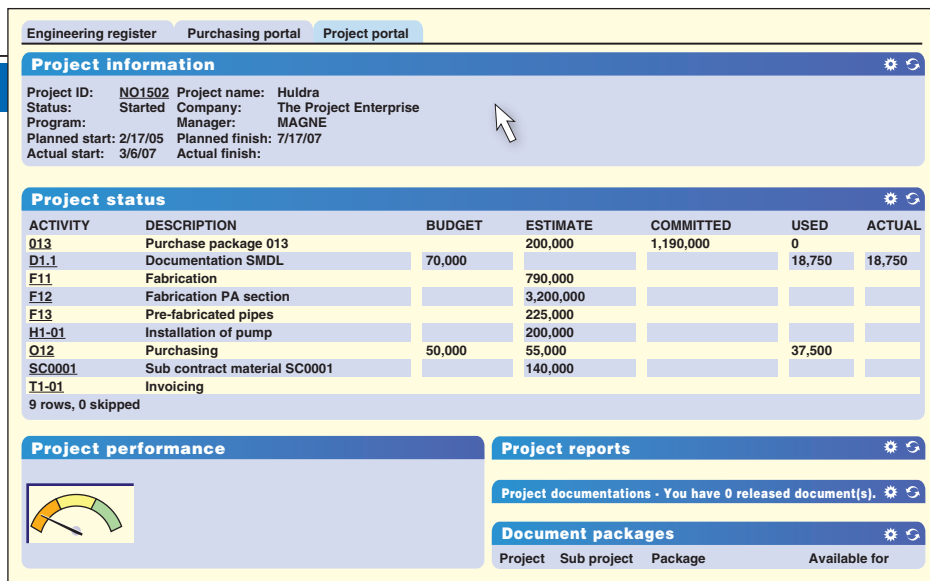 Engineering register Purchasing portal Project portal
Project information
Project ID: NO1502 Project name: Huldra
Status: Started Company: The Project Enterprise
Program: Manager: MAGNE
Planned start: 2/17/05 Planned finish: 7/17/07
Actual start: 3/6/07 Actual finish:
Project status
ACTIVITY DESCRIPTION BUDGET ESTIMATE COMMITTED USED ACTUAL
013 Purchase package 013 200,000 1,190,000 0
D1.1 Documentation SMDL 70,000 18,750 18,750
F11 Fabrication 790,000
F12 Fabrication PA section 3,200,000
F13 Pre-fabricated pipes 225,000
H1-01 Installation of pump 200,000
O12 Purchasing 50,000 55,000 37,500
SC0001 Sub contract material SC0001 140,000
T1-01 Invoicing
9 rows, 0 skipped
Project performance
Project reports
Project documentations - You have 0 released document(s).
Document packages
Project Sub project Package Available for